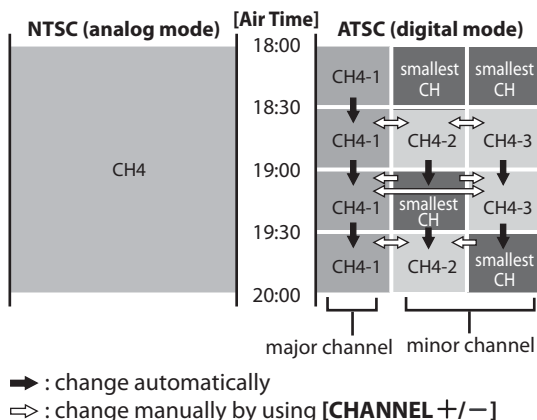 [Air Time]
NTSC (analog mode) ATSC (digital mode)
18:00
CH4-1 smallest CH smallest CH
18:30
CH4-1 CH4-2 CH4-3
19:00
CH4
CH4-1 smallest CH CH4-3
19:30
CH4-1 CH4-2 smallest CH
20:00
major channel minor channel
➡ : change automatically
⇨ : change manually by using [CHANNEL +/−]